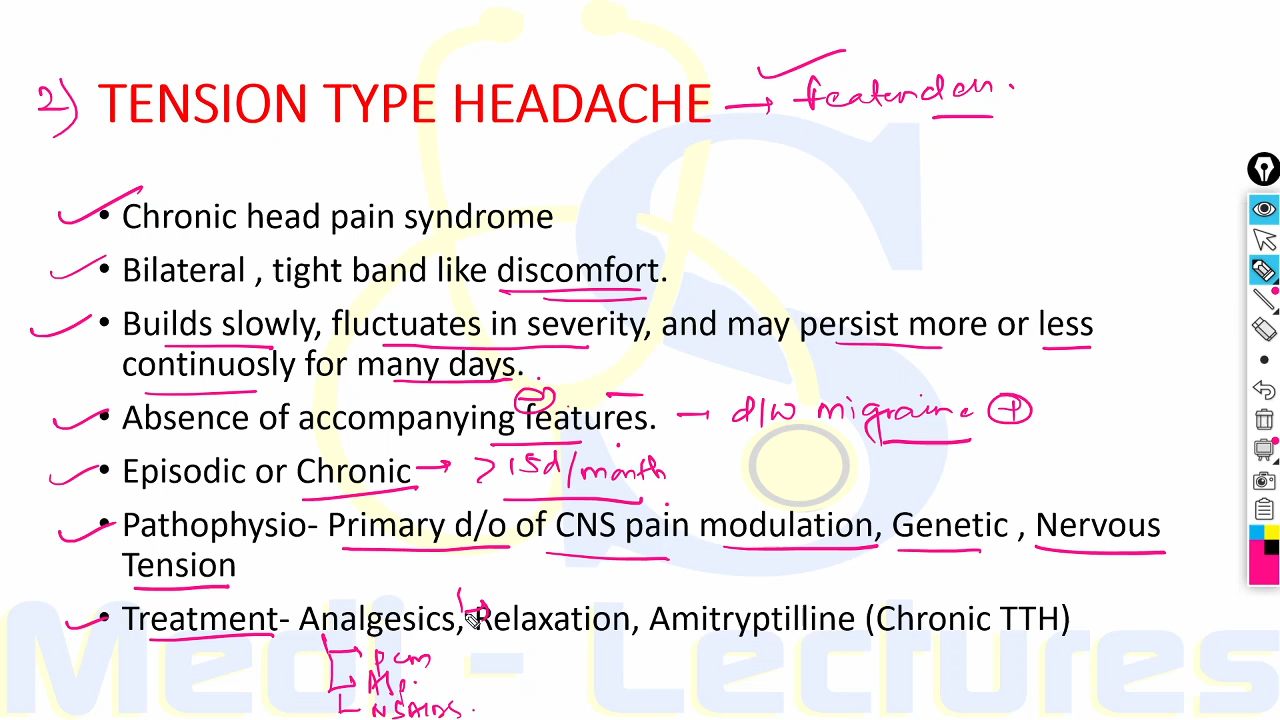 2) TENSION TYPE HEADACHE → featureless.
• Chronic head pain syndrome
• Bilateral , tight band like discomfort.
• Builds slowly, fluctuates in severity, and may persist more or less
continuosly for many days.
• Absence of accompanying features. → d/w migraine +
• Episodic or Chronic → >15d/month
• Pathophysio- Primary d/o of CNS pain modulation, Genetic , Nervous
Tension
• Treatment- Analgesics, Relaxation, Amitryptilline (Chronic TTH)
pcm
Asp.
NSAIDS.
Medi - Lectures